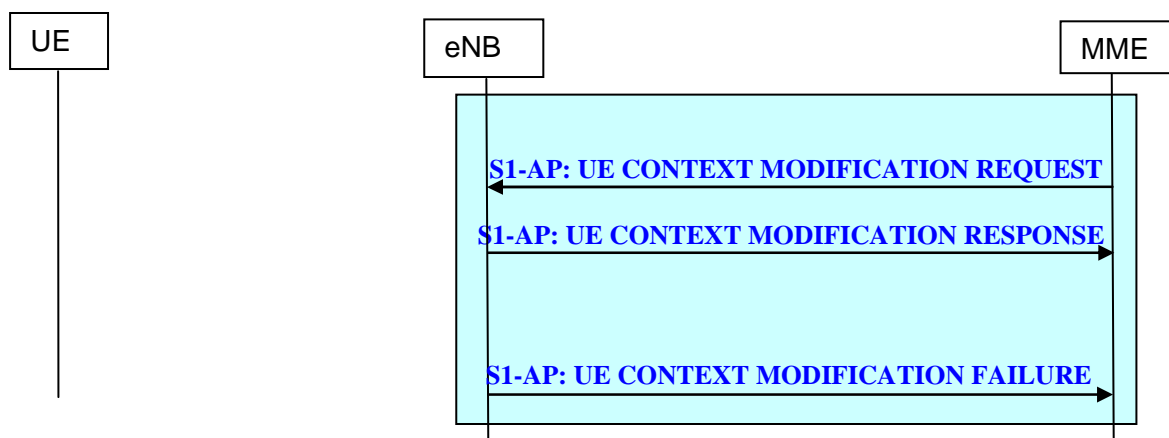 UE
eNB
MME
S1-AP: UE CONTEXT MODIFICATION REQUEST
S1-AP: UE CONTEXT MODIFICATION RESPONSE
S1-AP: UE CONTEXT MODIFICATION FAILURE